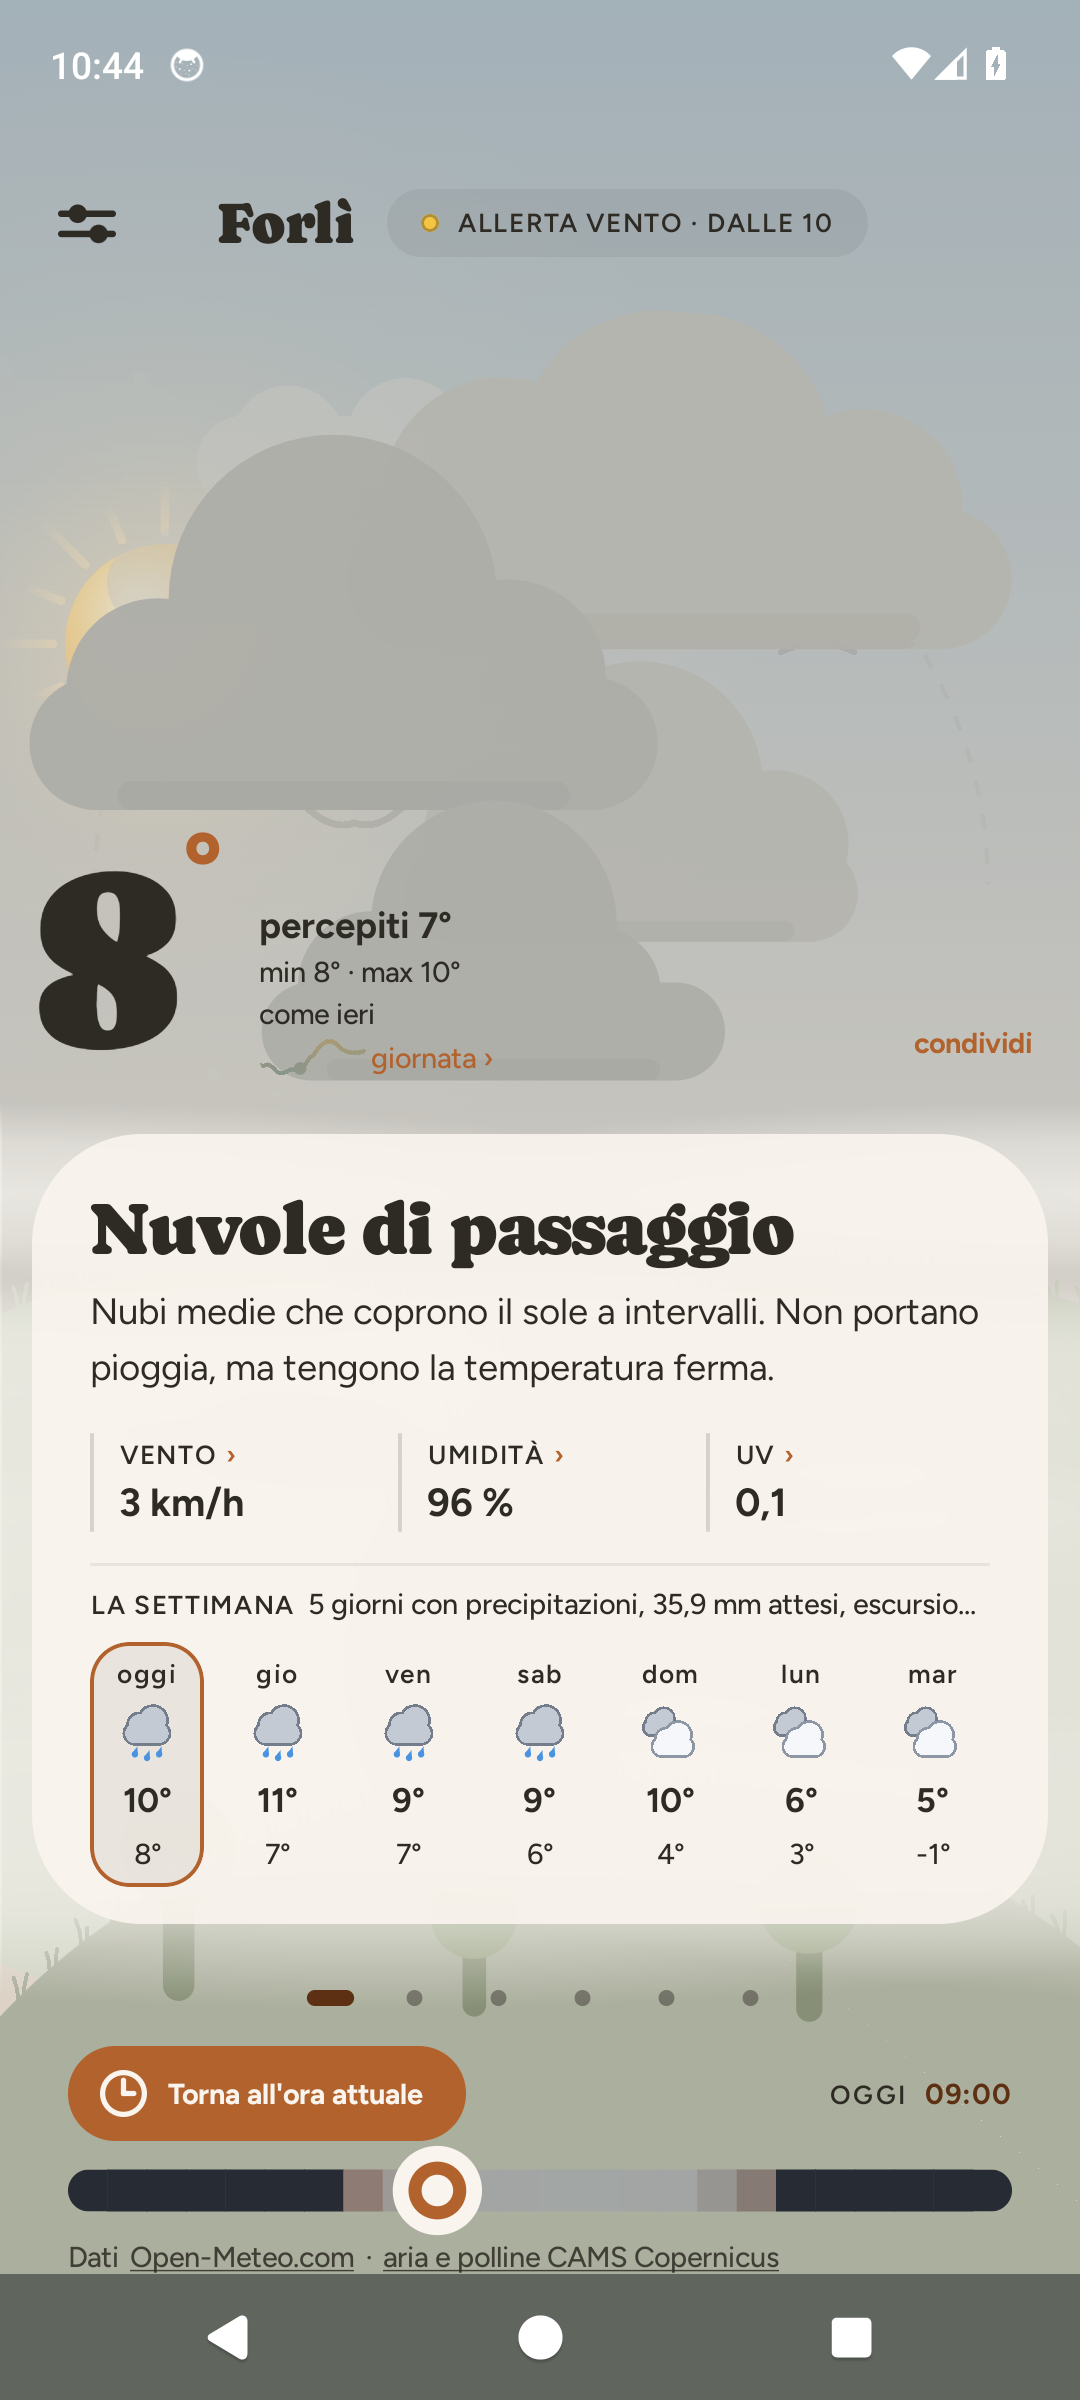 10:44
Forlì
ALLERTA VENTO · DALLE 10
8°
percepiti 7°
min 8° · max 10°
come ieri
giornata ›
condividi
Nuvole di passaggio
Nubi medie che coprono il sole a intervalli. Non portano
pioggia, ma tengono la temperatura ferma.
VENTO › UMIDITÀ › UV ›
3 km/h 96 % 0,1
LA SETTIMANA 5 giorni con precipitazioni, 35,9 mm attesi, escursio...
oggi gio ven sab dom lun mar
10° 11° 9° 9° 10° 6° 5°
8° 7° 7° 6° 4° 3° -1°
Torna all'ora attuale
OGGI 09:00
Dati Open-Meteo.com · aria e polline CAMS Copernicus